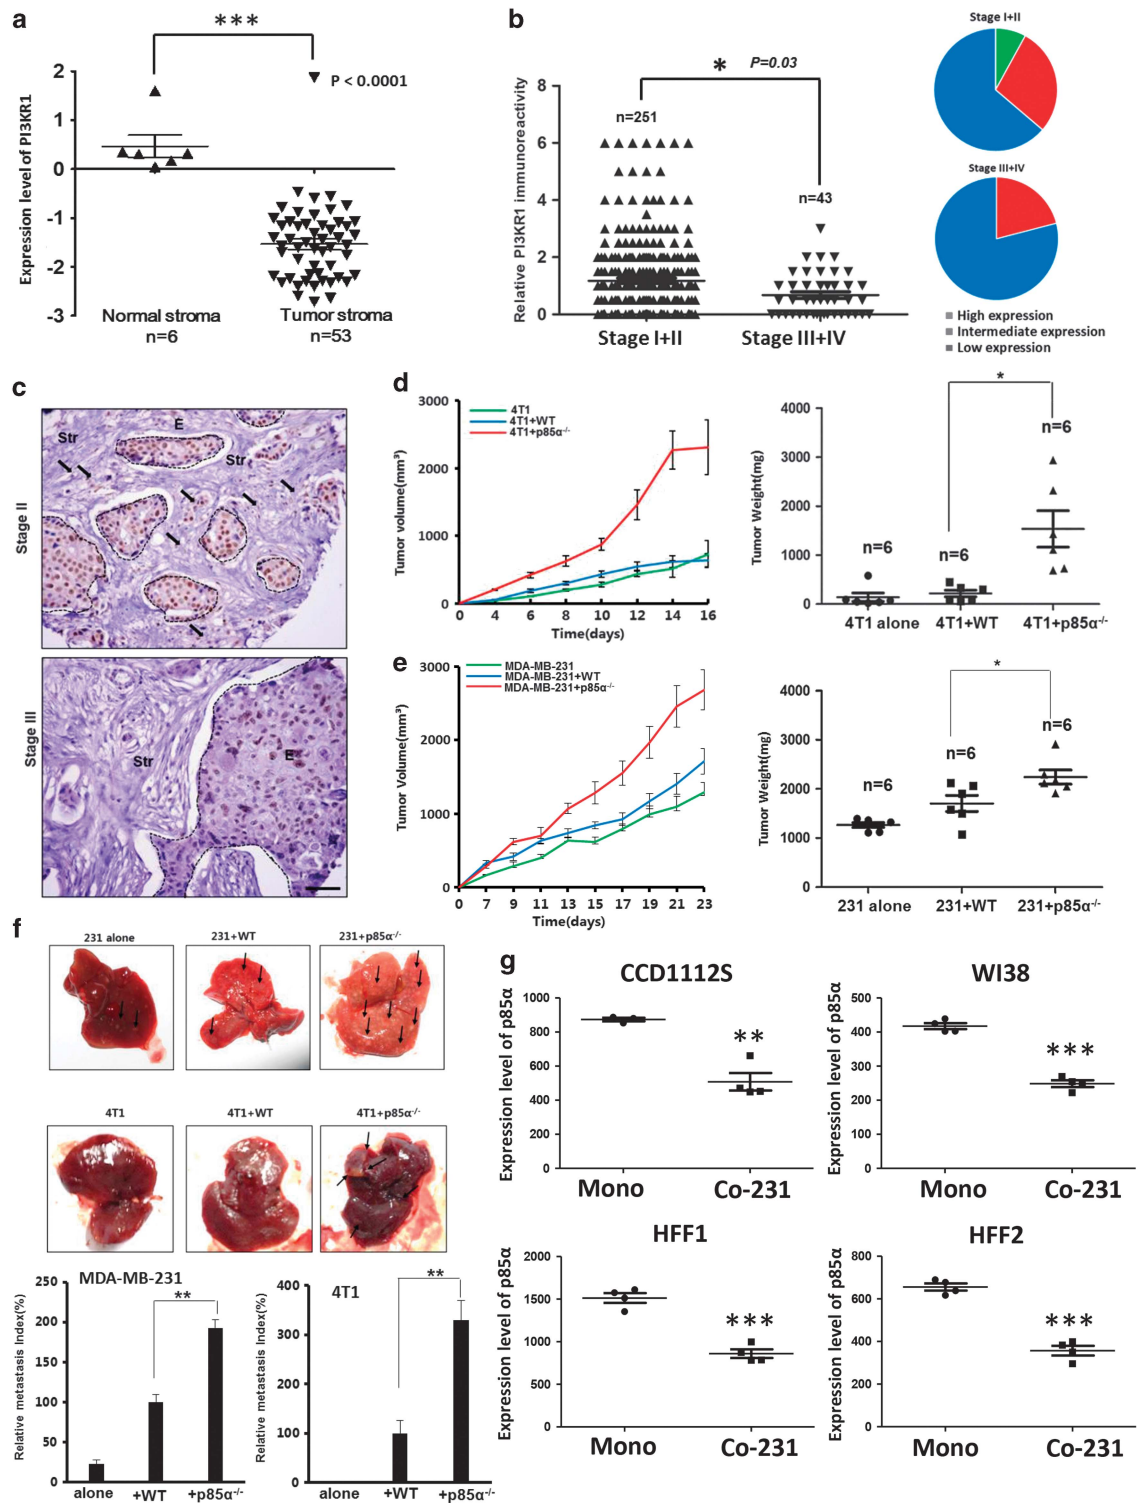 a
***
P < 0.0001
Expression level of PI3KR1
2
1
0
-1
-2
-3
Normal stroma
n=6
Tumor stroma
n=53
b
* P=0.03
Relative PI3KR1 immunoreactivity
8
6
4
2
0
n=251
n=43
Stage I+II
Stage III+IV
Stage I+II
Stage III+IV
High expression
Intermediate expression
Low expression
c
Stage II
Str
E
Str
Stage III
Str
E
d
Tumor volume(mm³)
3000
2000
1000
0
4T1
4T1+WT
4T1+p85α-/-
0 4 6 8 10 12 14 16
Time(days)
Tumor Weight(mg)
4000
3000
2000
1000
0
*
n=6
n=6
n=6
4T1 alone
4T1+WT
4T1+p85α-/-
e
Tumor Volume(mm³)
3000
2000
1000
0
MDA-MB-231
MDA-MB-231+WT
MDA-MB-231+p85α-/-
0 7 9 11 13 15 17 19 21 23
Time(days)
Tumor Weight(mg)
4000
3000
2000
1000
0
*
n=6
n=6
n=6
231 alone
231+WT
231+p85α-/-
f
231 alone
231+WT
231+p85α-/-
4T1
4T1+WT
4T1+p85α-/-
MDA-MB-231
**
Relative metastasis Index(%)
250
200
150
100
50
0
alone
+WT
+p85α-/-
4T1
**
Relative metastasis Index(%)
400
300
400
100
0
alone
+WT
+p85α-/-
g
CCD1112S
Expression level of p85α
1000
800
600
400
200
0
**
Mono
Co-231
WI38
Expression level of p85α
500
400
300
200
100
0
***
Mono
Co-231
HFF1
Expression level of p85α
2000
1500
1000
500
0
***
Mono
Co-231
HFF2
Expression level of p85α
800
600
400
200
0
***
Mono
Co-231